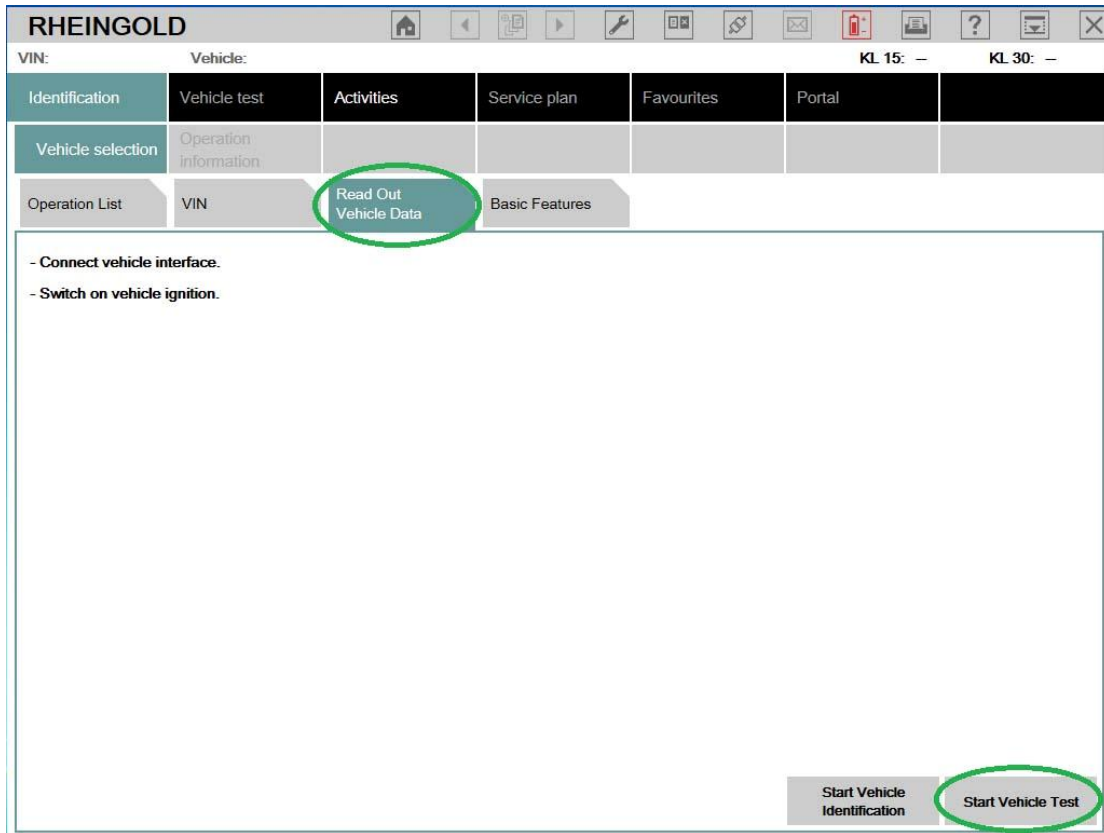 RHEINGOLD
VIN: Vehicle: KL 15: -- KL 30: --
Identification Vehicle test Activities Service plan Favourites Portal
Vehicle selection Operation information
Operation List VIN Read Out Vehicle Data Basic Features
- Connect vehicle interface.
- Switch on vehicle ignition.
Start Vehicle Identification Start Vehicle Test